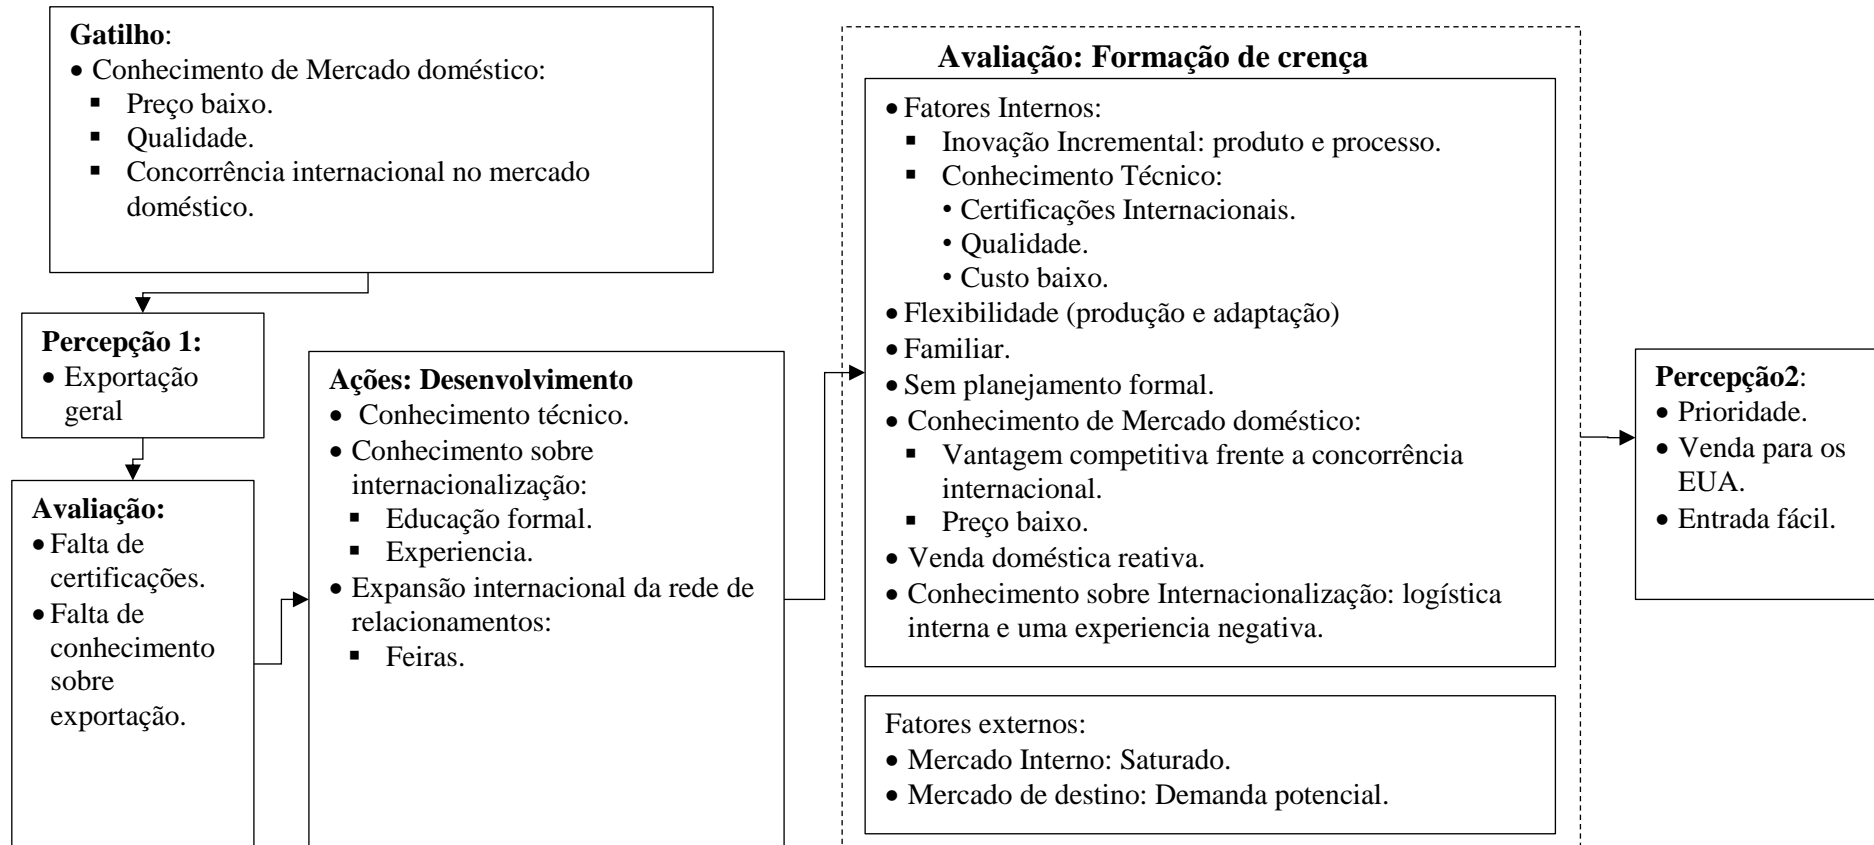 Gatilho:
• Conhecimento de Mercado doméstico:
▪ Preço baixo.
▪ Qualidade.
▪ Concorrência internacional no mercado
doméstico.
Percepção 1:
• Exportação
geral
Avaliação:
• Falta de
certificações.
• Falta de
conhecimento
sobre
exportação.
Ações: Desenvolvimento
• Conhecimento técnico.
• Conhecimento sobre
internacionalização:
▪ Educação formal.
▪ Experiencia.
• Expansão internacional da rede de
relacionamentos:
▪ Feiras.
Avaliação: Formação de crença
• Fatores Internos:
▪ Inovação Incremental: produto e processo.
▪ Conhecimento Técnico:
• Certificações Internacionais.
• Qualidade.
• Custo baixo.
• Flexibilidade (produção e adaptação)
• Familiar.
• Sem planejamento formal.
• Conhecimento de Mercado doméstico:
▪ Vantagem competitiva frente a concorrência
internacional.
▪ Preço baixo.
• Venda doméstica reativa.
• Conhecimento sobre Internacionalização: logística
interna e uma experiencia negativa.
Fatores externos:
• Mercado Interno: Saturado.
• Mercado de destino: Demanda potencial.
Percepção2:
• Prioridade.
• Venda para os
EUA.
• Entrada fácil.